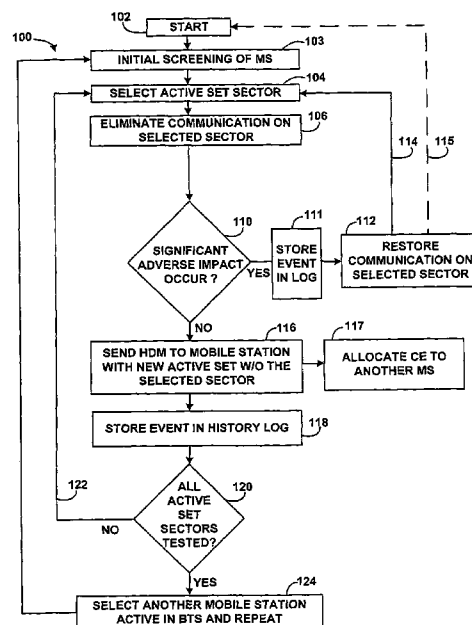 100
102
START
103
INITIAL SCREENING OF MS
104
SELECT ACTIVE SET SECTOR
106
ELIMINATE COMMUNICATION ON
SELECTED SECTOR
114
115
110
SIGNIFICANT
ADVERSE IMPACT
OCCUR ?
YES
111
STORE
EVENT
IN LOG
112
RESTORE
COMMUNICATION ON
SELECTED SECTOR
NO
116
SEND HDM TO MOBILE STATION
WITH NEW ACTIVE SET W/O THE
SELECTED SECTOR
117
ALLOCATE CE TO
ANOTHER MS
STORE EVENT IN HISTORY LOG
118
122
120
ALL
ACTIVE
SET
SECTORS
TESTED?
NO
YES
124
SELECT ANOTHER MOBILE STATION
ACTIVE IN BTS AND REPEAT